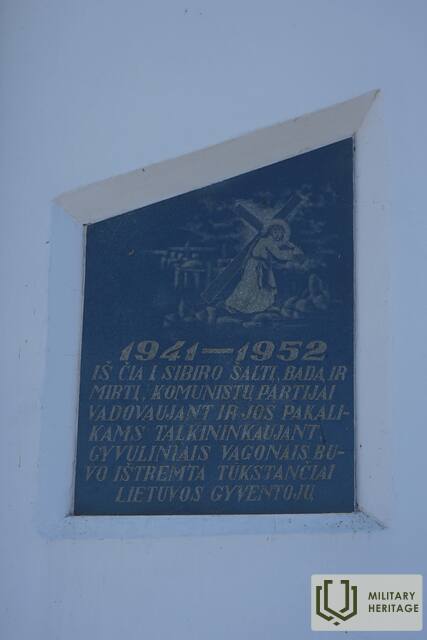 1941—1952
IŠ ČIA Į SIBIRO ŠALTĮ, BADĄ IR
MIRTĮ, KOMUNISTŲ PARTIJAI
VADOVAUJANT IR JOS PAKALI-
KAMS TALKININKAUJANT,
GYVULINIAIS VAGONAIS BU-
VO IŠTREMTA TŪKSTANČIAI
LIETUVOS GYVENTOJŲ
MILITARY
HERITAGE